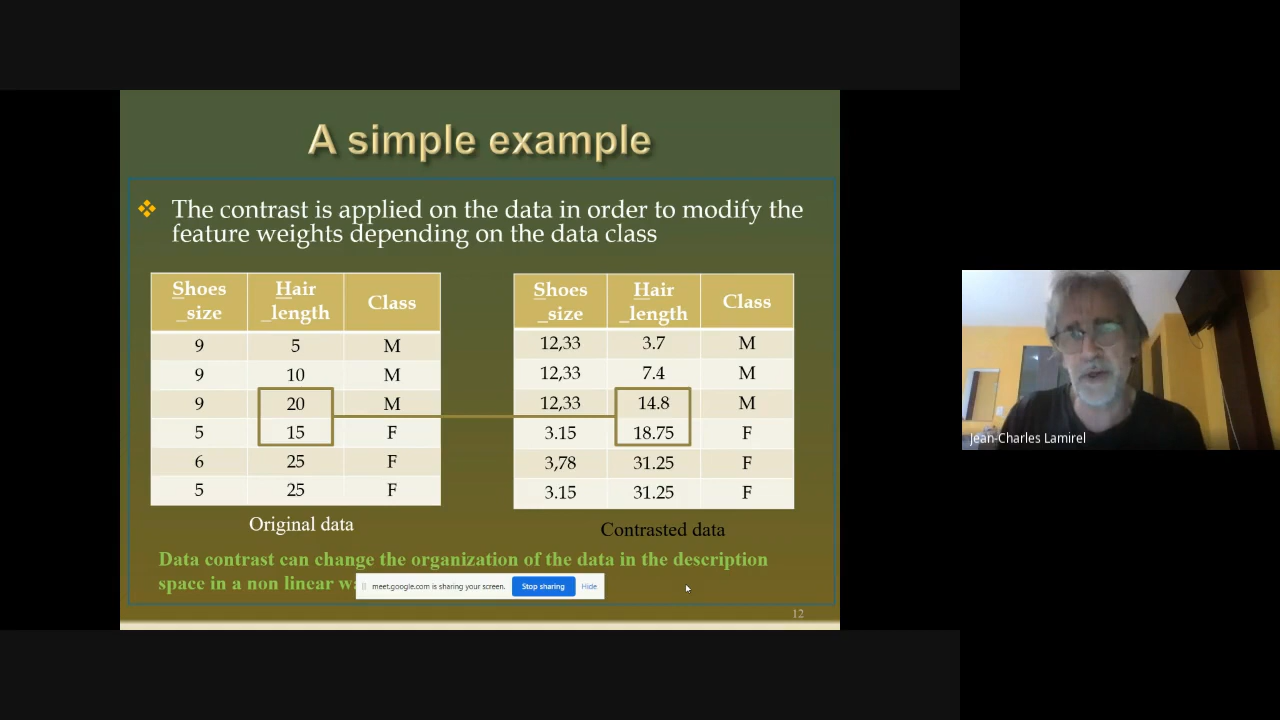 A simple example
The contrast is applied on the data in order to modify the
feature weights depending on the data class
Shoes _size Hair _length Class
9 5 M
9 10 M
9 20 M
5 15 F
6 25 F
5 25 F
Original data
Shoes _size Hair _length Class
12,33 3.7 M
12,33 7.4 M
12,33 14.8 M
3.15 18.75 F
3,78 31.25 F
3.15 31.25 F
Contrasted data
Data contrast can change the organization of the data in the description
space in a non linear
meet.google.com is sharing your screen. Stop sharing Hide
12
Jean-Charles Lamirel